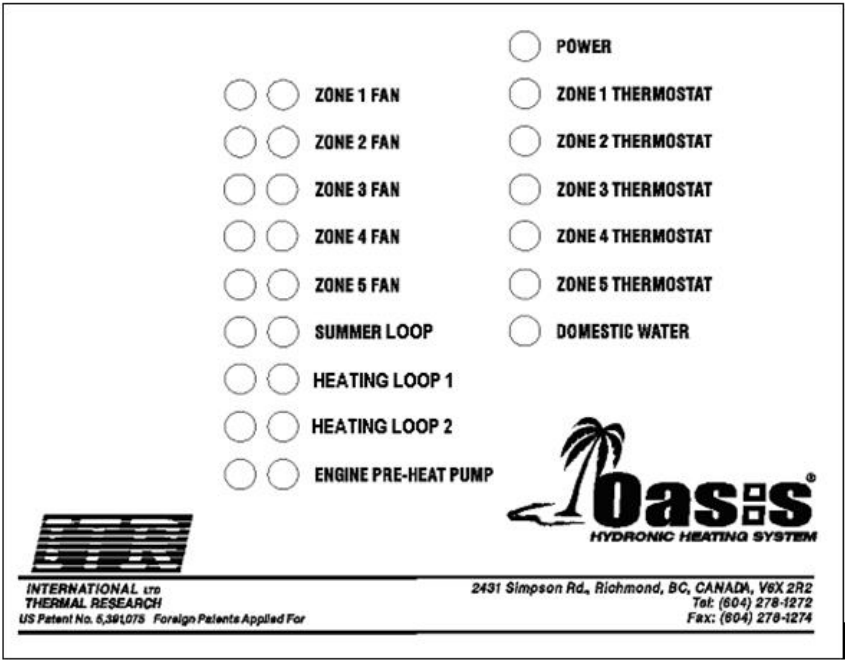 POWER
ZONE 1 FAN
ZONE 1 THERMOSTAT
ZONE 2 FAN
ZONE 2 THERMOSTAT
ZONE 3 FAN
ZONE 3 THERMOSTAT
ZONE 4 FAN
ZONE 4 THERMOSTAT
ZONE 5 FAN
ZONE 5 THERMOSTAT
SUMMER LOOP
DOMESTIC WATER
HEATING LOOP 1
HEATING LOOP 2
ENGINE PRE-HEAT PUMP
Oasis®
HYDRONIC HEATING SYSTEM
ITR
INTERNATIONAL LTD
THERMAL RESEARCH
US Patent No. 5,391,075 Foreign Patents Applied For
2431 Simpson Rd., Richmond, BC, CANADA, V6X 2R2
Tel: (604) 278-1272
Fax: (604) 278-1274